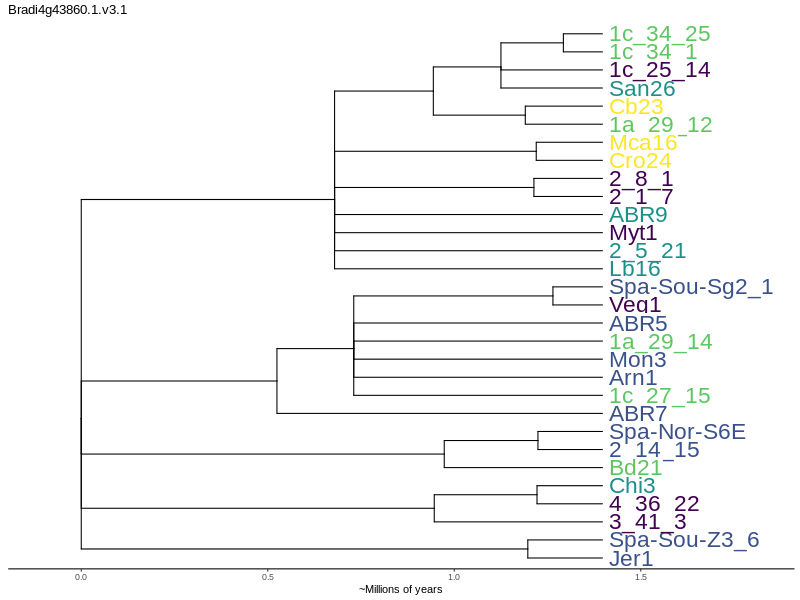 Bradi4g43860.1.v3.1
1c_34_25
1c_34_1
1c_25_14
San26
Cb23
1a_29_12
Mca16
Cro24
2_8_1
2_1_7
ABR9
Myt1
2_5_21
Lb16
Spa-Sou-Sg2_1
Veg1
ABR5
1a_29_14
Mon3
Arn1
1c_27_15
ABR7
Spa-Nor-S6E
2_14_15
Bd21
Chi3
4_36_22
3_41_3
Spa-Sou-Z3_6
Jer1
0.0 0.5 1.0 1.5
~Millions of years